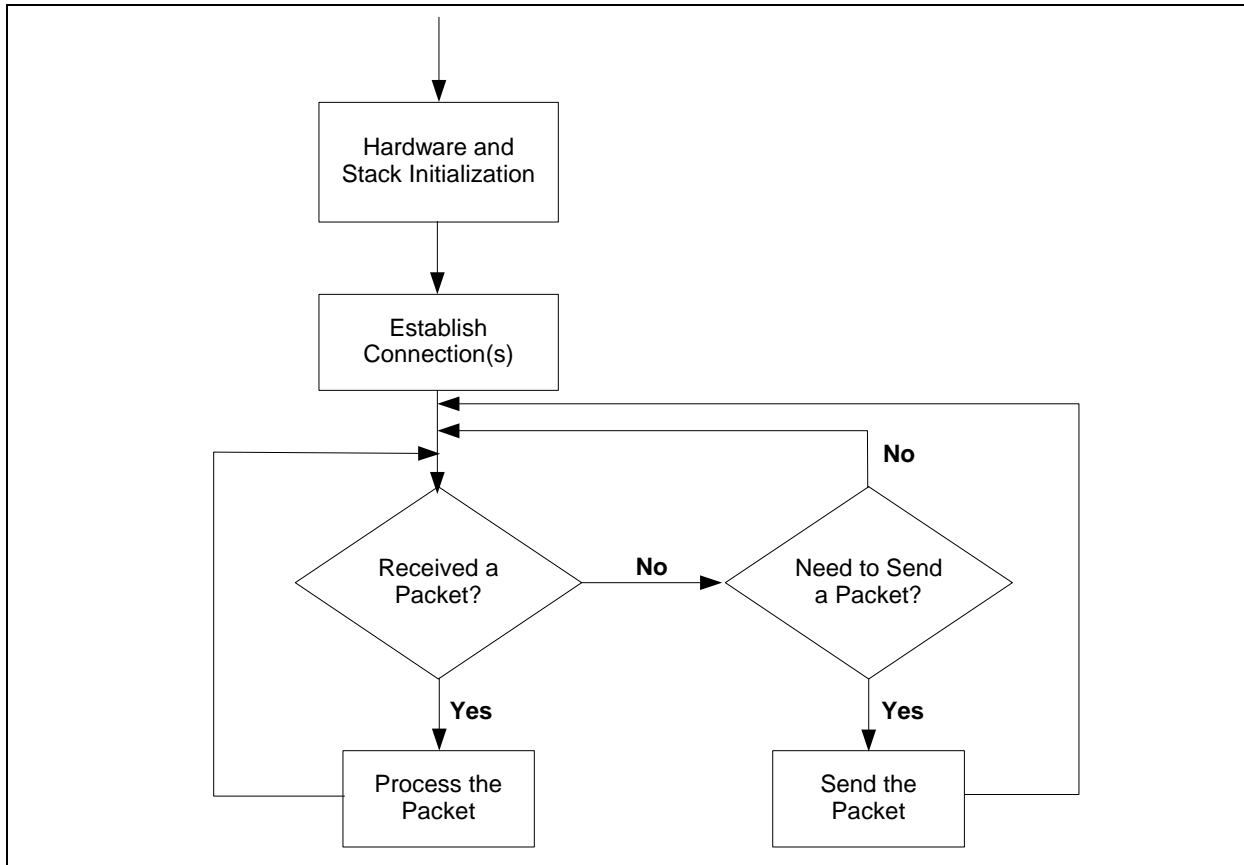 Hardware and
Stack Initialization
Establish
Connection(s)
No
Received a
Packet?
No
Need to Send
a Packet?
Yes
Yes
Process the
Packet
Send the
Packet